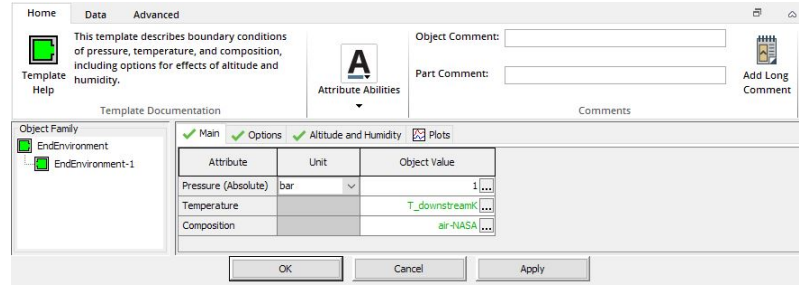 Home Data Advanced
This template describes boundary conditions
of pressure, temperature, and composition,
including options for effects of altitude and
humidity.
Template
Help
Template Documentation
A
Attribute Abilities
Object Comment:
Part Comment:
Comments
Add Long
Comment
Object Family
EndEnvironment
EndEnvironment-1
Main Options Altitude and Humidity Plots
Attribute Unit Object Value
Pressure (Absolute) bar 1 ...
Temperature T_downstreamK ...
Composition air-NASA ...
OK Cancel Apply